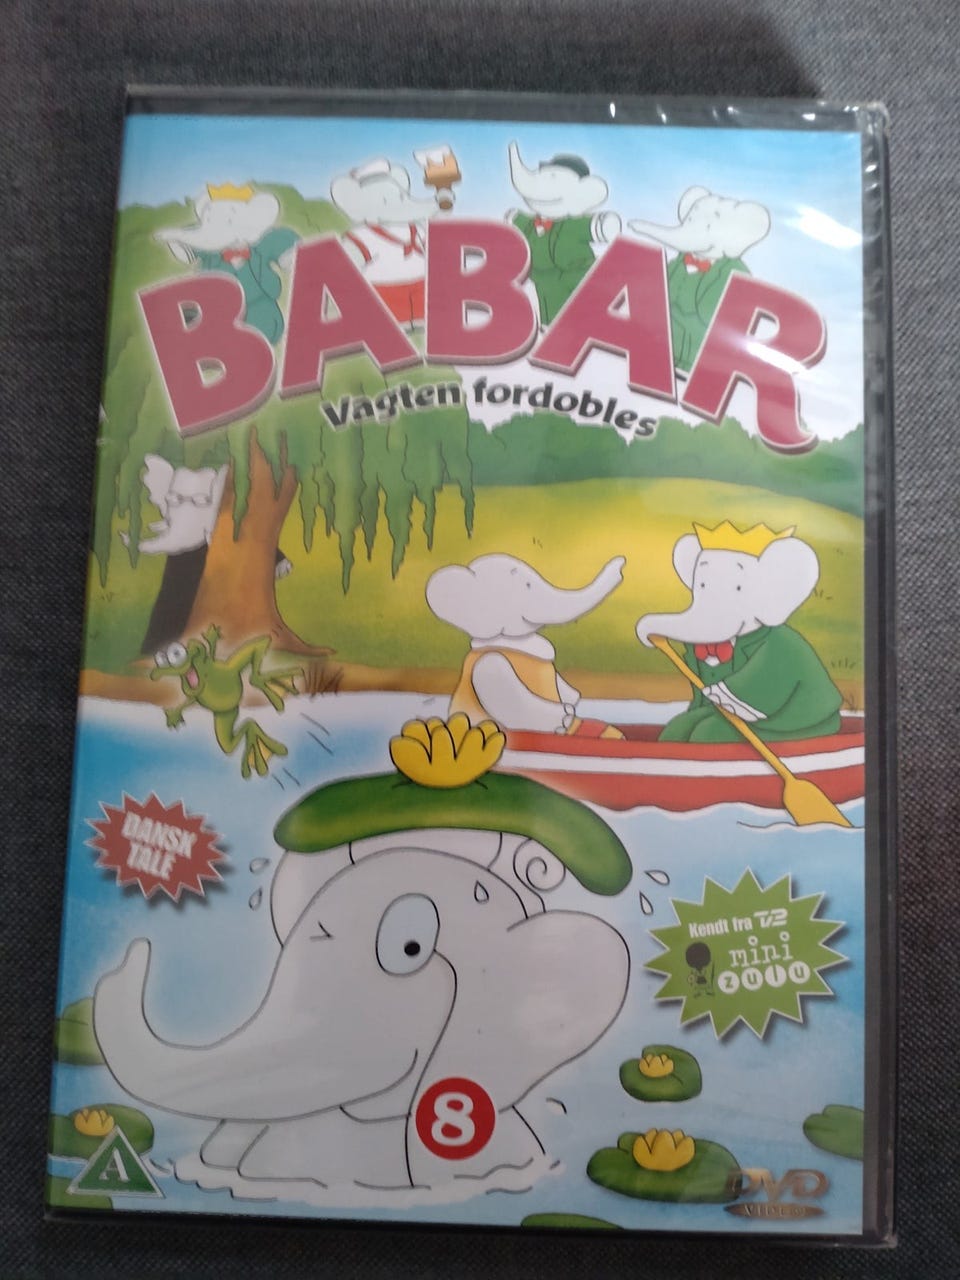 BABAR
Vagten fordobles
DANSK
TALE
Kendt fra TV2
mini
zulu
8
A
DVD
VIDEO